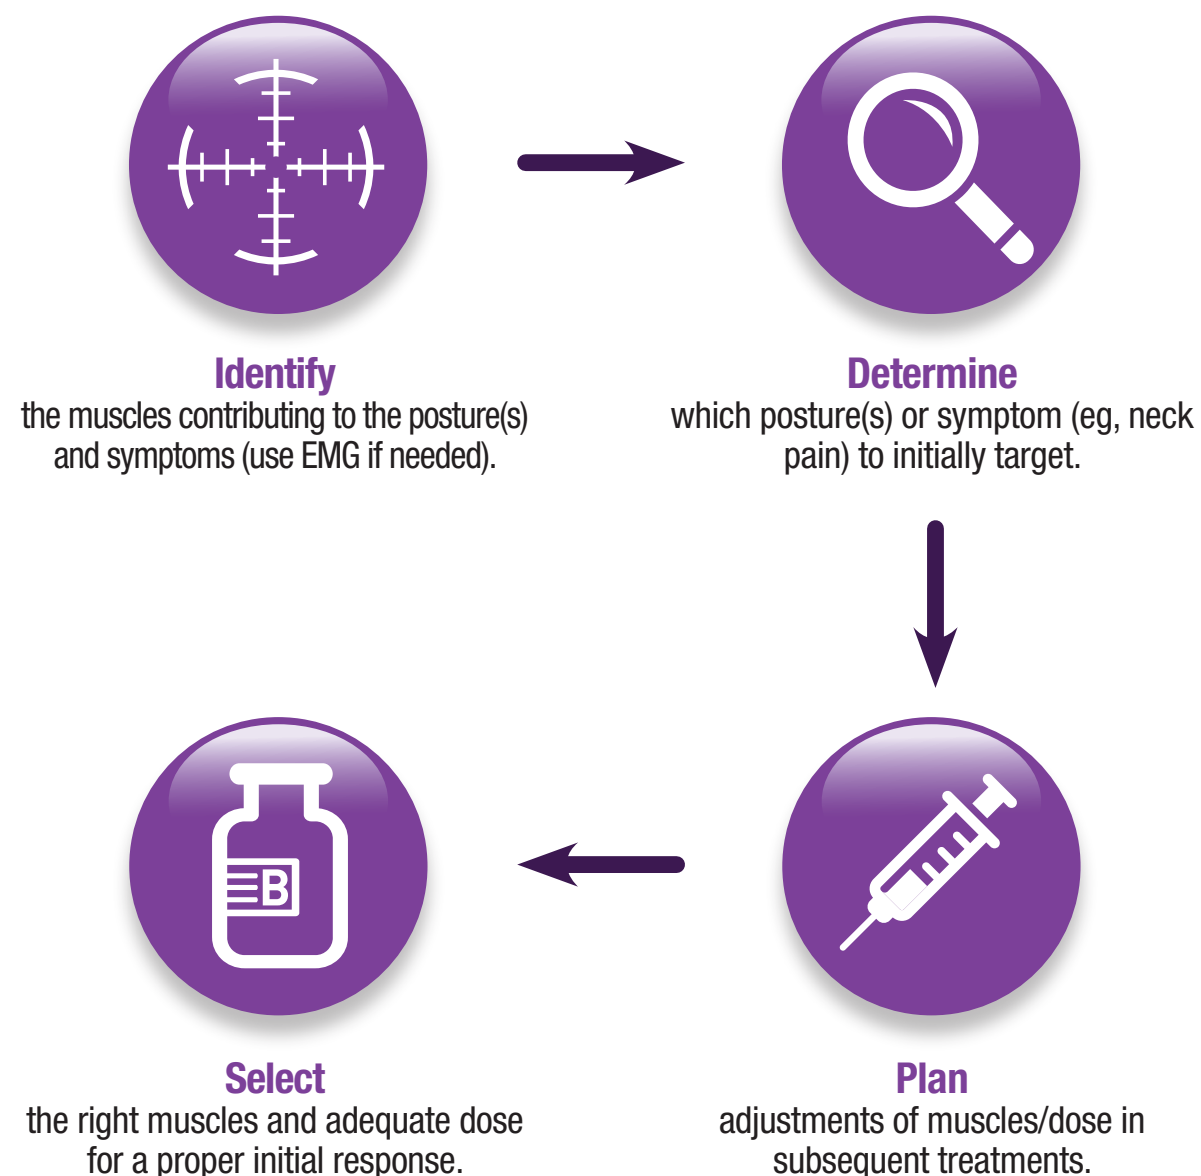 Identify
the muscles contributing to the posture(s)
and symptoms (use EMG if needed).
Determine
which posture(s) or symptom (eg, neck
pain) to initially target.
B
Plan
adjustments of muscles/dose in
subsequent treatments.
Select
the right muscles and adequate dose
for a proper initial response.